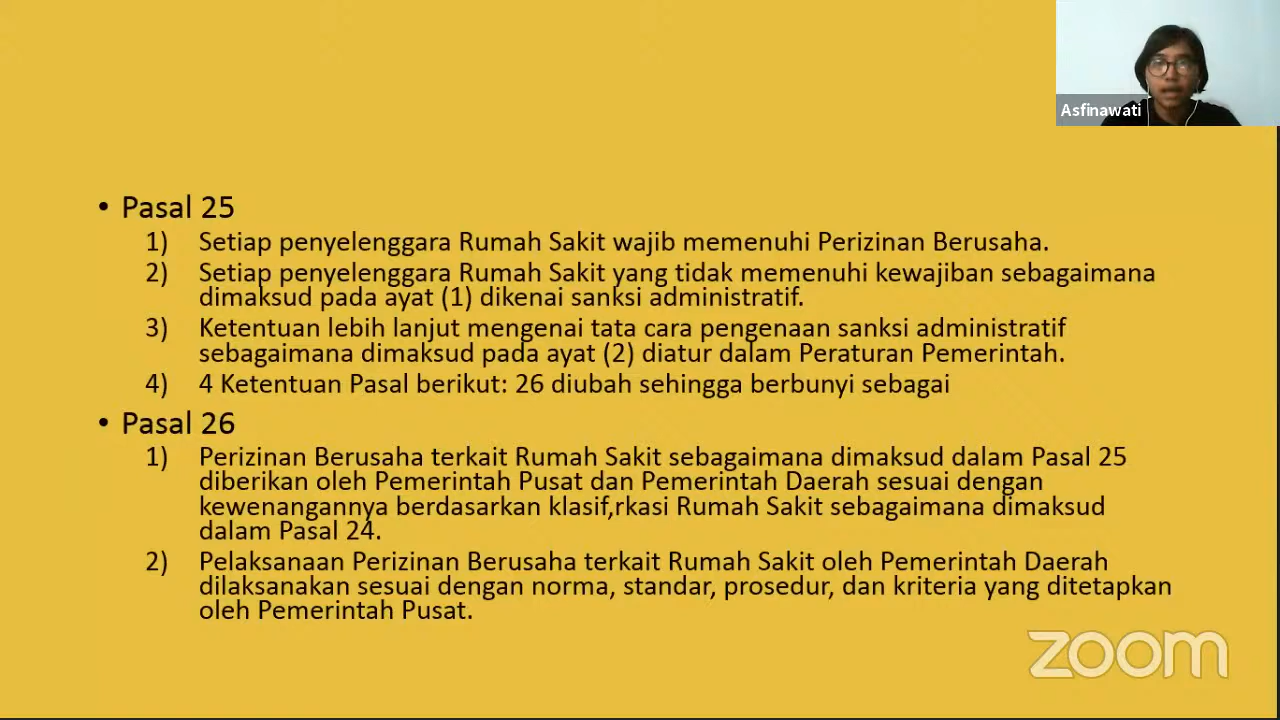 Asfinawati
• Pasal 25
1) Setiap penyelenggara Rumah Sakit wajib memenuhi Perizinan Berusaha.
2) Setiap penyelenggara Rumah Sakit yang tidak memenuhi kewajiban sebagaimana
dimaksud pada ayat (1) dikenai sanksi administratif.
3) Ketentuan lebih lanjut mengenai tata cara pengenaan sanksi administratif
sebagaimana dimaksud pada ayat (2) diatur dalam Peraturan Pemerintah.
4) 4 Ketentuan Pasal berikut: 26 diubah sehingga berbunyi sebagai
• Pasal 26
1) Perizinan Berusaha terkait Rumah Sakit sebagaimana dimaksud dalam Pasal 25
diberikan oleh Pemerintah Pusat dan Pemerintah Daerah sesuai dengan
kewenangannya berdasarkan klasif,rkasi Rumah Sakit sebagaimana dimaksud
dalam Pasal 24.
2) Pelaksanaan Perizinan Berusaha terkait Rumah Sakit oleh Pemerintah Daerah
dilaksanakan sesuai dengan norma, standar, prosedur, dan kriteria yang ditetapkan
oleh Pemerintah Pusat.
zoom